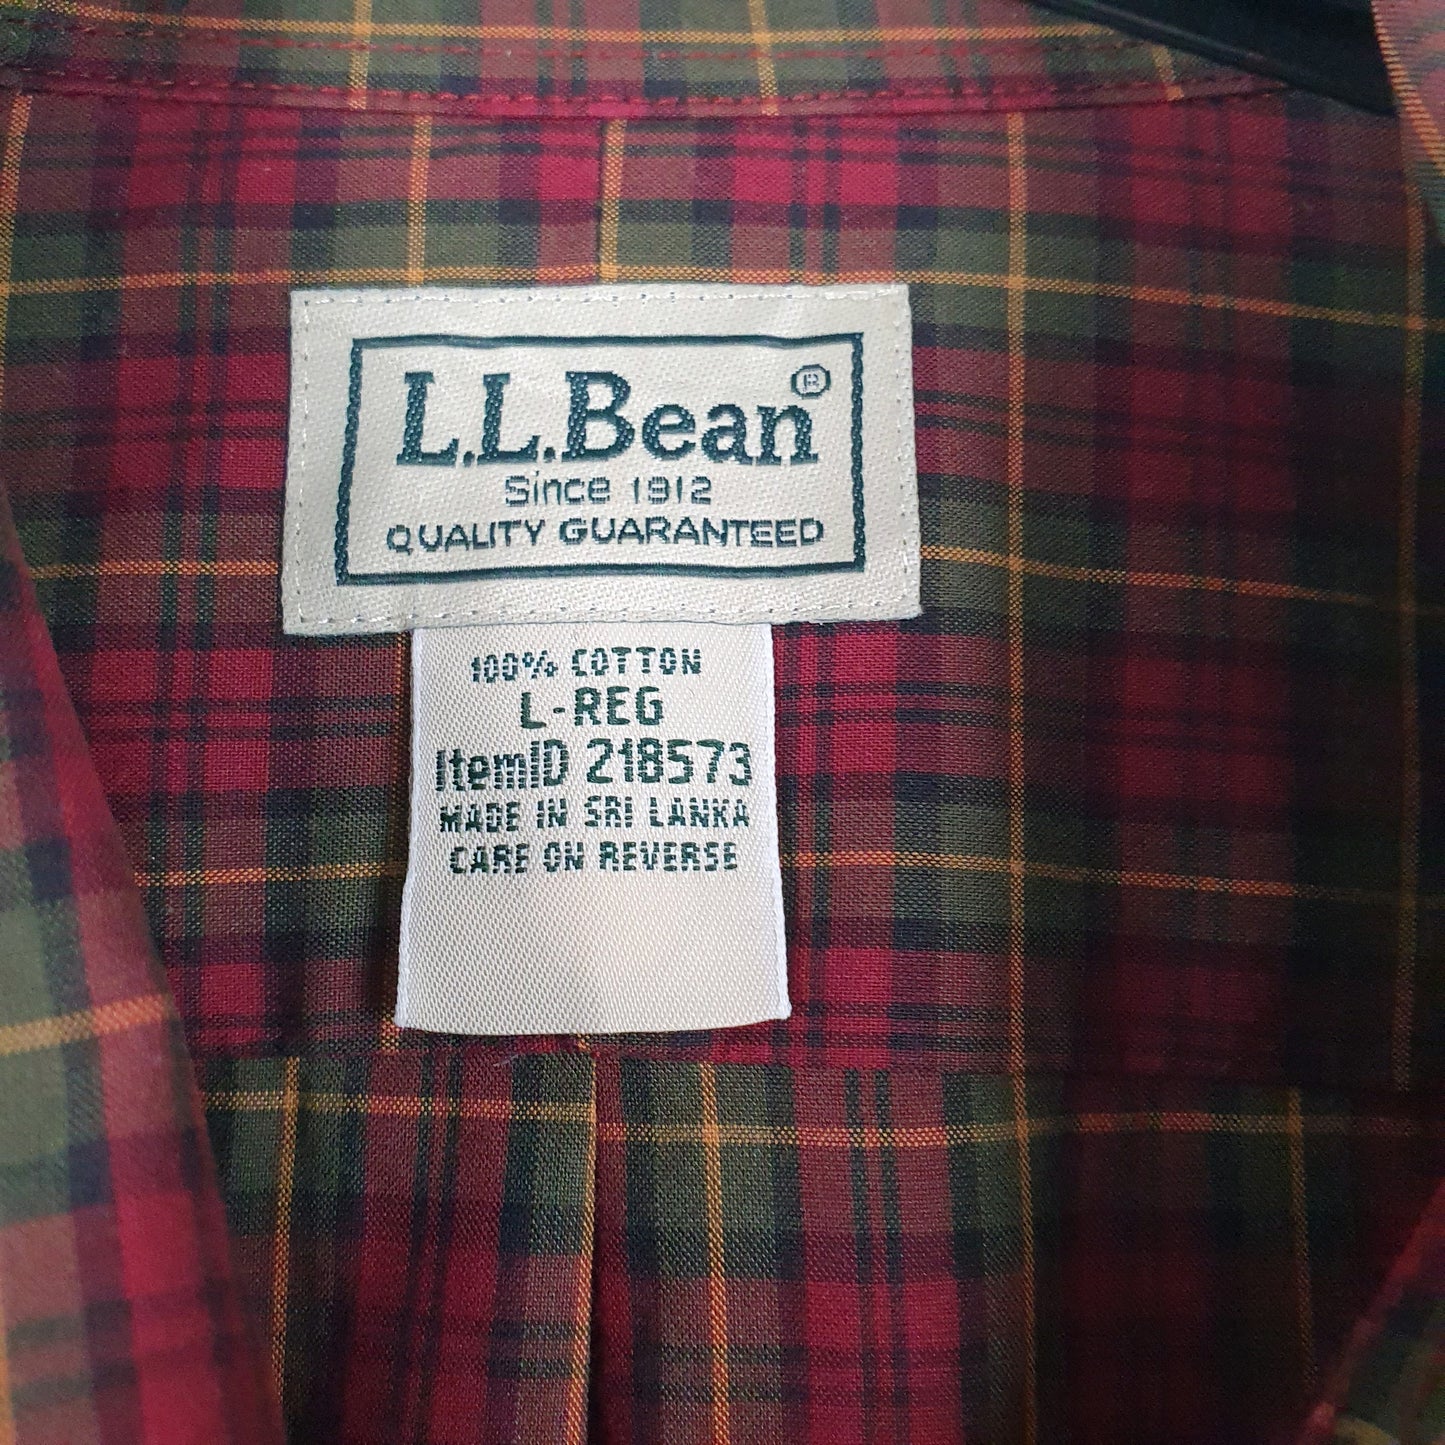 L.L.Bean®
Since 1912
QUALITY GUARANTEED
100% COTTON
L-REG
ItemID 218573
MADE IN SRI LANKA
CARE ON REVERSE